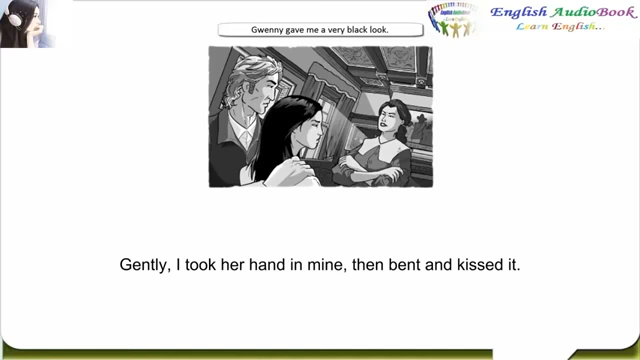 Gwenny gave me a very black look.
English AudioBook
Learn English...
Gently, I took her hand in mine, then bent and kissed it.